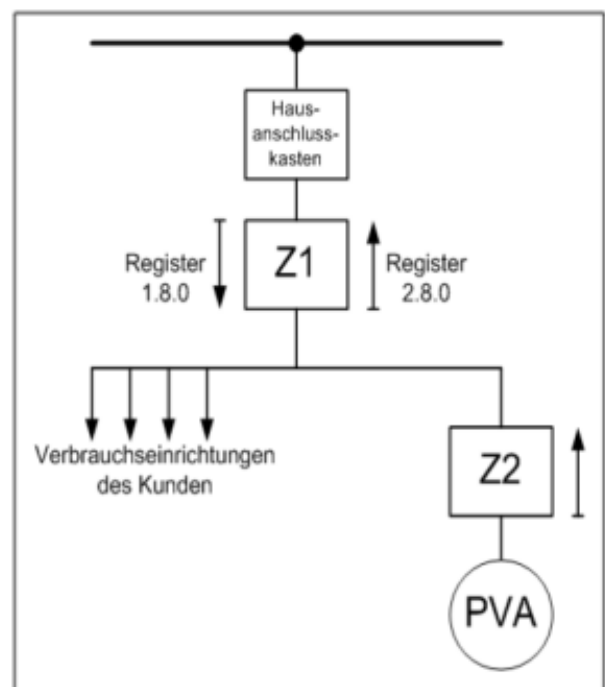 Haus-
anschluss-
kasten
Z1
Register
1.8.0
Register
2.8.0
Verbrauchseinrichtungen
des Kunden
Z2
PVA